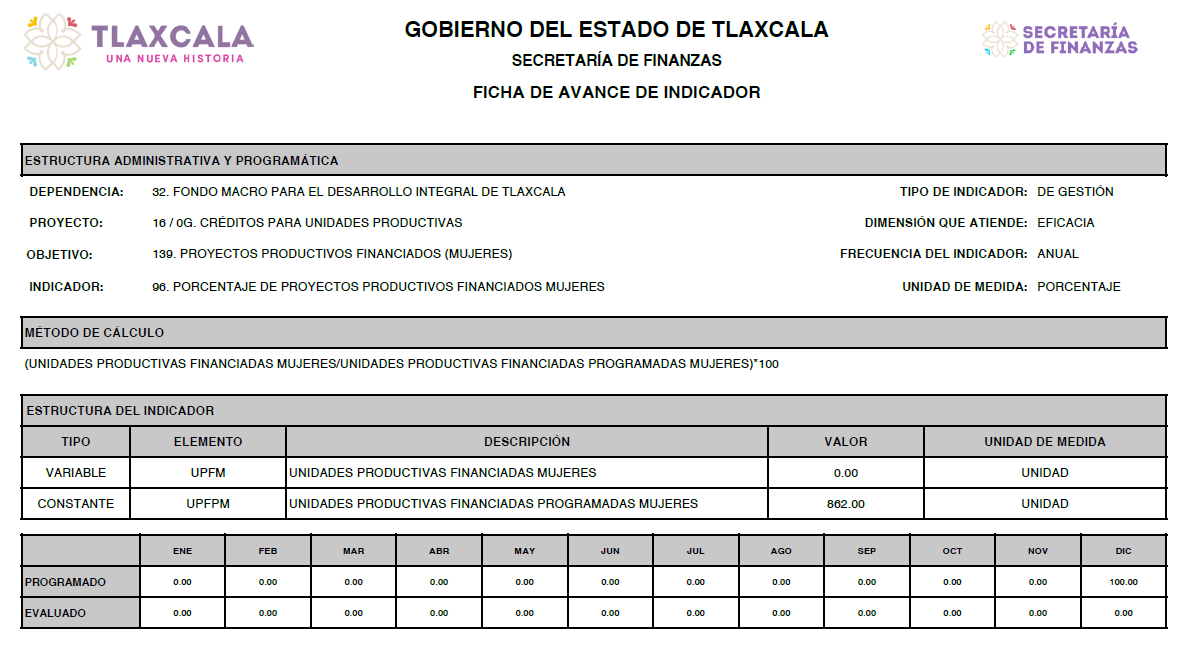 TLAXCALA
UNA NUEVA HISTORIA
GOBIERNO DEL ESTADO DE TLAXCALA
SECRETARÍA DE FINANZAS
FICHA DE AVANCE DE INDICADOR
SECRETARÍA
DE FINANZAS
ESTRUCTURA ADMINISTRATIVA Y PROGRAMÁTICA
DEPENDENCIA: 32. FONDO MACRO PARA EL DESARROLLO INTEGRAL DE TLAXCALA TIPO DE INDICADOR: DE GESTIÓN
PROYECTO: 16 / 0G. CRÉDITOS PARA UNIDADES PRODUCTIVAS DIMENSIÓN QUE ATIENDE: EFICACIA
OBJETIVO: 139. PROYECTOS PRODUCTIVOS FINANCIADOS (MUJERES) FRECUENCIA DEL INDICADOR: ANUAL
INDICADOR: 96. PORCENTAJE DE PROYECTOS PRODUCTIVOS FINANCIADOS MUJERES UNIDAD DE MEDIDA: PORCENTAJE
MÉTODO DE CÁLCULO
(UNIDADES PRODUCTIVAS FINANCIADAS MUJERES/UNIDADES PRODUCTIVAS FINANCIADAS PROGRAMADAS MUJERES)*100
ESTRUCTURA DEL INDICADOR
TIPO ELEMENTO DESCRIPCIÓN VALOR UNIDAD DE MEDIDA
VARIABLE UPFM UNIDADES PRODUCTIVAS FINANCIADAS MUJERES 0.00 UNIDAD
CONSTANTE UPFPM UNIDADES PRODUCTIVAS FINANCIADAS PROGRAMADAS MUJERES 862.00 UNIDAD
ENE FEB MAR ABR MAY JUN JUL AGO SEP OCT NOV DIC
PROGRAMADO 0.00 0.00 0.00 0.00 0.00 0.00 0.00 0.00 0.00 0.00 0.00 100.00
EVALUADO 0.00 0.00 0.00 0.00 0.00 0.00 0.00 0.00 0.00 0.00 0.00 0.00